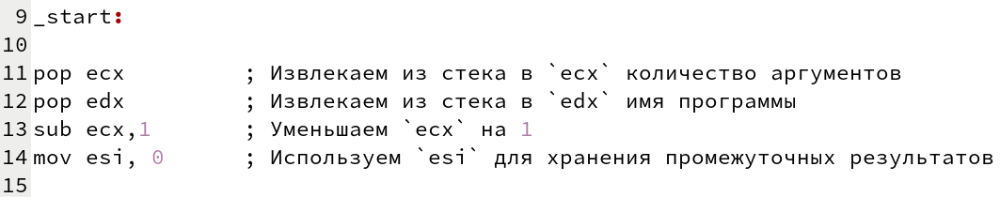 9 _start:
10
11 pop ecx ; Извлекаем из стека в `ecx` количество аргументов
12 pop edx ; Извлекаем из стека в `edx` имя программы
13 sub ecx,1 ; Уменьшаем `ecx` на 1
14 mov esi, 0 ; Используем `esi` для хранения промежуточных результатов
15